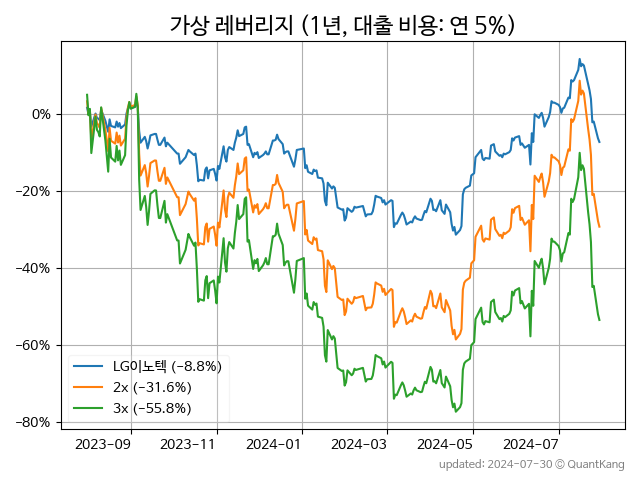 가상 레버리지 (1년, 대출 비용: 연 5%)
0%
−20%
−40%
−60%
−80%
LG이노텍 (−8.8%)
2x (−31.6%)
3x (−55.8%)
2023-09 2023-11 2024-01 2024-03 2024-05 2024-07
updated: 2024-07-30 © QuantKang